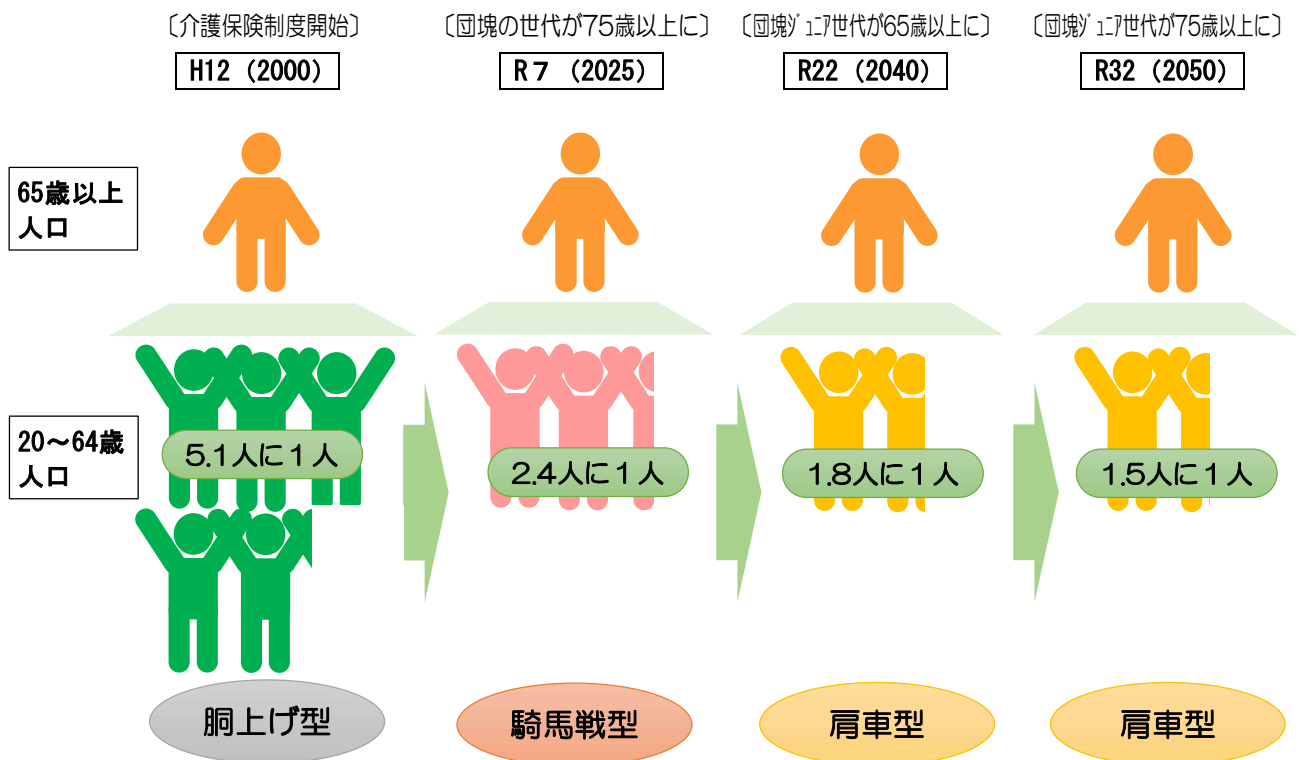 〔介護保険制度開始〕
〔団塊の世代が75歳以上に〕
〔団塊ｼﾞｭﾆｱ世代が65歳以上に〕
〔団塊ｼﾞｭﾆｱ世代が75歳以上に〕
H12（2000）
R７（2025）
R22（2040）
R32（2050）
65歳以上
人口
20～64歳
人口
5.1人に１人
2.4人に１人
1.8人に１人
1.5人に１人
胴上げ型
騎馬戦型
肩車型
肩車型